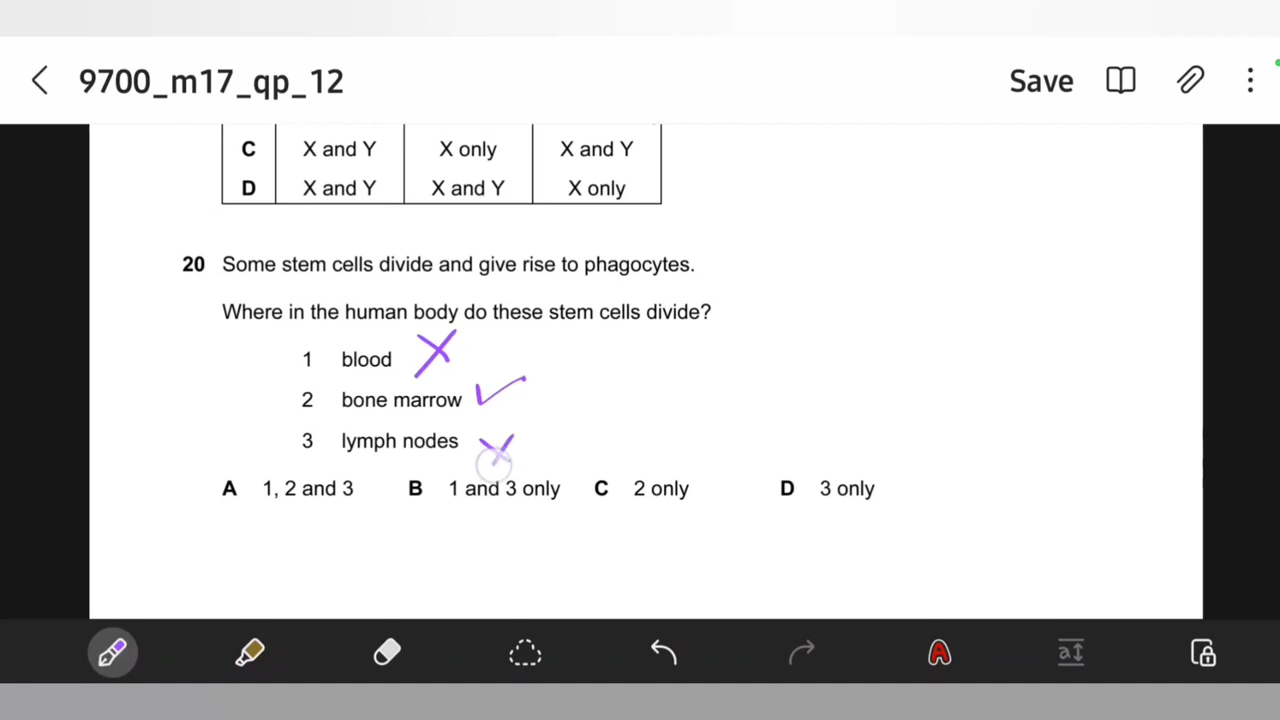 9700_m17_qp_12 Save
C X and Y X only X and Y
D X and Y X and Y X only
20 Some stem cells divide and give rise to phagocytes.
Where in the human body do these stem cells divide?
1 blood
2 bone marrow
3 lymph nodes
A 1, 2 and 3 B 1 and 3 only C 2 only D 3 only
A a